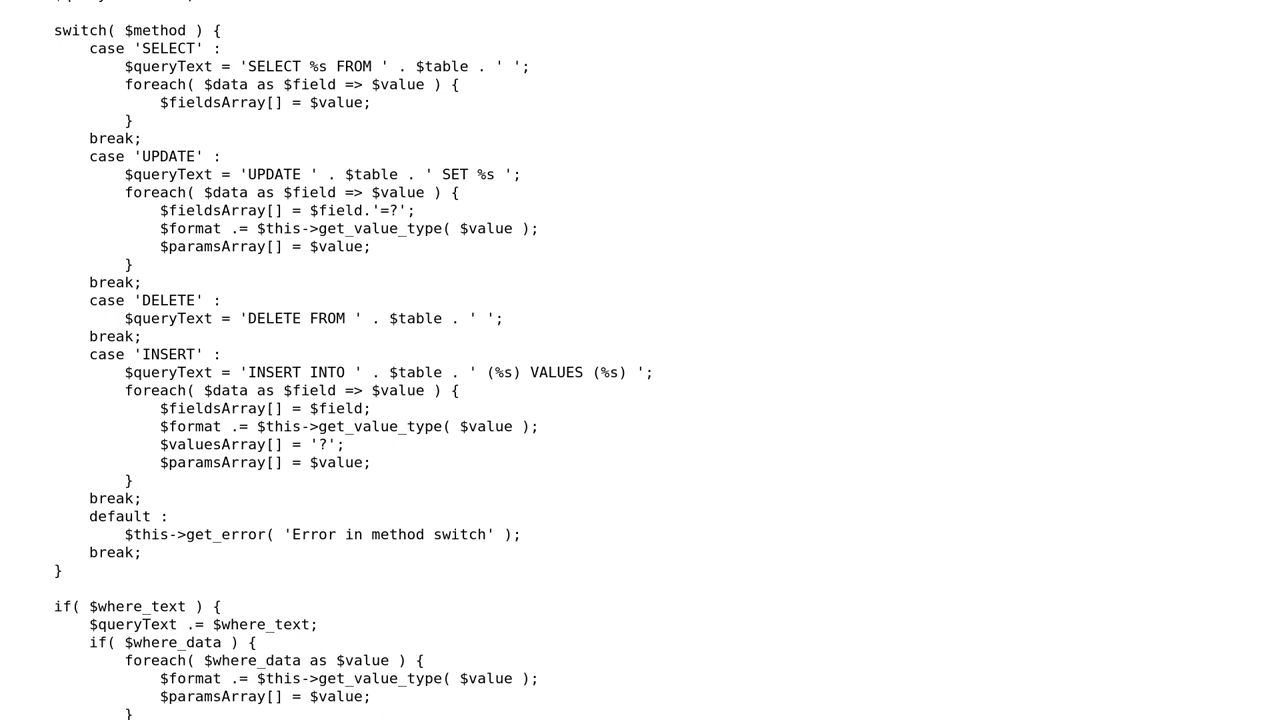 switch( $method ) {
    case 'SELECT' :
        $queryText = 'SELECT %s FROM ' . $table . ' ';
        foreach( $data as $field => $value ) {
            $fieldsArray[] = $value;
        }
    break;
    case 'UPDATE' :
        $queryText = 'UPDATE ' . $table . ' SET %s ';
        foreach( $data as $field => $value ) {
            $fieldsArray[] = $field.'=?';
            $format .= $this->get_value_type( $value );
            $paramsArray[] = $value;
        }
    break;
    case 'DELETE' :
        $queryText = 'DELETE FROM ' . $table . ' ';
    break;
    case 'INSERT' :
        $queryText = 'INSERT INTO ' . $table . ' (%s) VALUES (%s) ';
        foreach( $data as $field => $value ) {
            $fieldsArray[] = $field;
            $format .= $this->get_value_type( $value );
            $valuesArray[] = '?';
            $paramsArray[] = $value;
        }
    break;
    default :
        $this->get_error( 'Error in method switch' );
    break;
}

if( $where_text ) {
    $queryText .= $where_text;
    if( $where_data ) {
        foreach( $where_data as $value ) {
            $format .= $this->get_value_type( $value );
            $paramsArray[] = $value;
        }